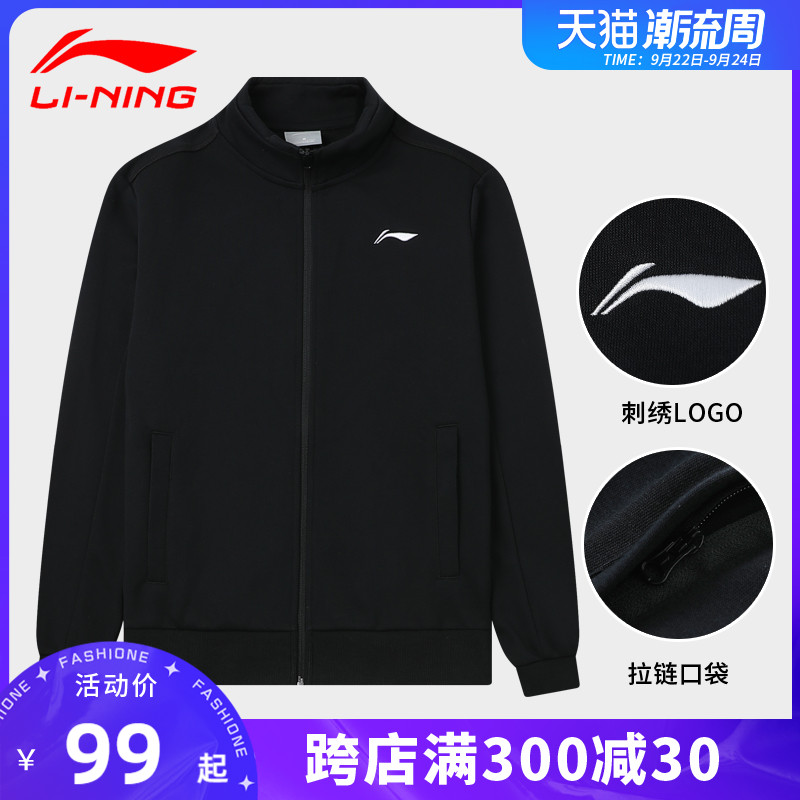 LI-NING
天猫潮流周
TIME：9月22日-9月24日
刺绣LOGO
拉链口袋
FASHIONE
FASHIONE
FASHIONE
活动价
¥ 99 起
跨店满300减30